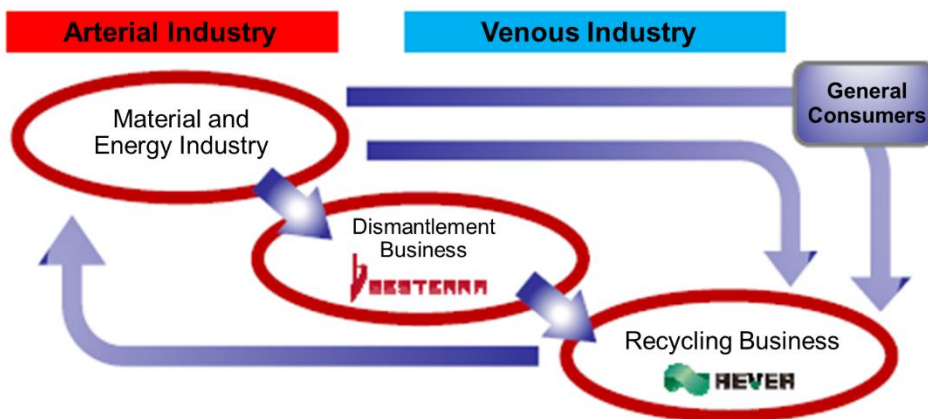 Arterial Industry
Venous Industry
General
Consumers
Material and
Energy Industry
Dismantlement
Business
BESTERRA
Recycling Business
REVER